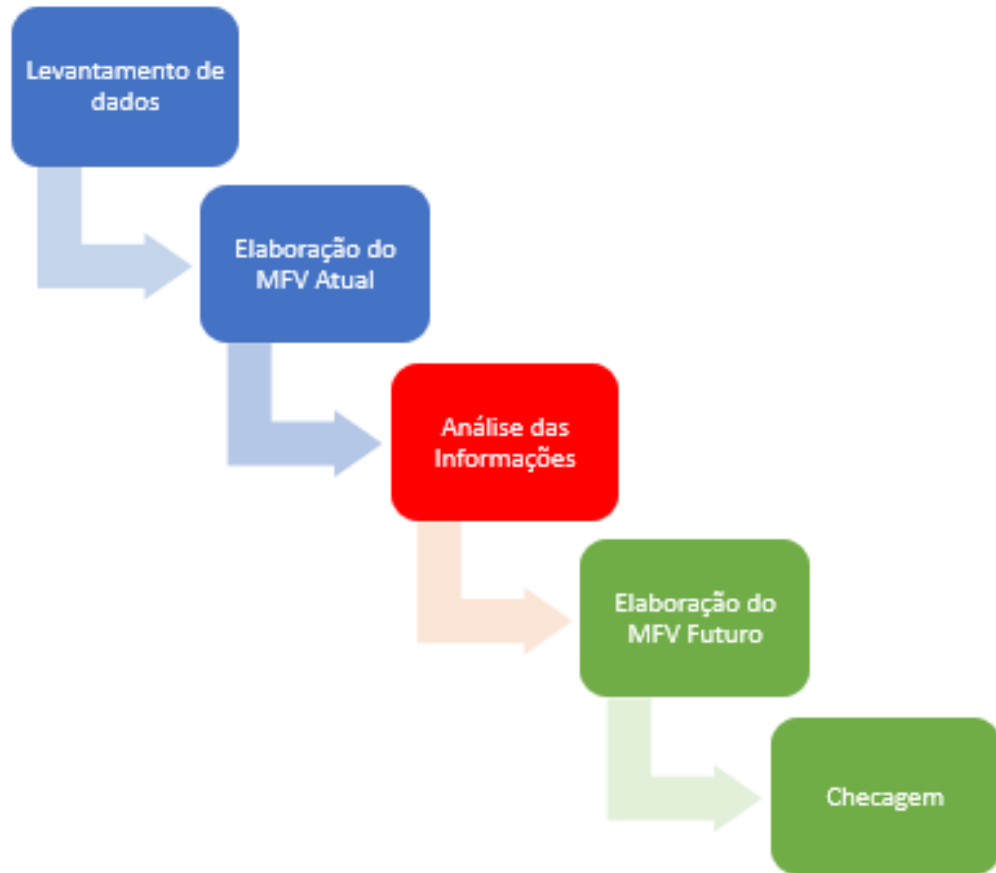 Levantamento de
dados
Elaboração do
MFV Atual
Análise das
Informações
Elaboração do
MFV Futuro
Checagem